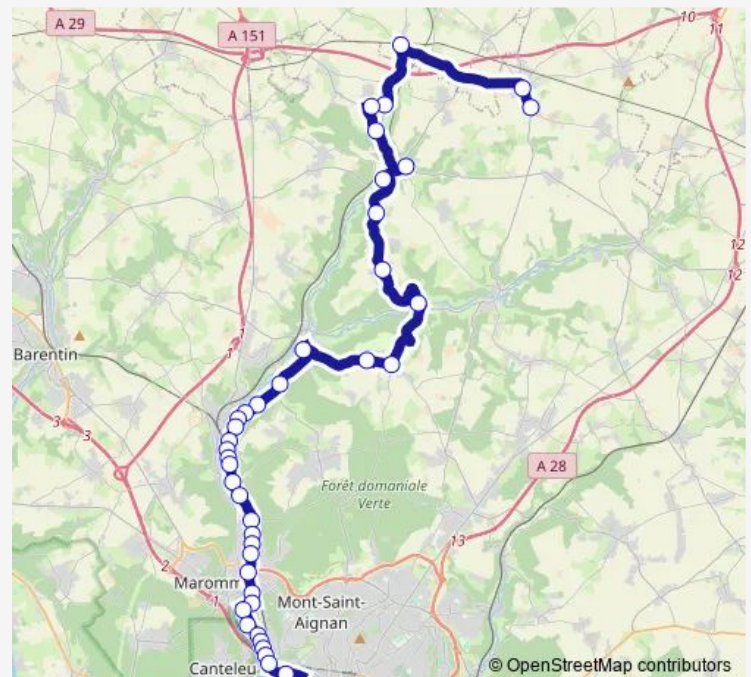 A 29
A 151
10
11
12
12
1
1
Barentin
3
3
A 28
Forêt domaniale
Verte
13
2
Maromm
1
Mont-Saint-
Aignan
Canteleu
© OpenStreetMap contributors